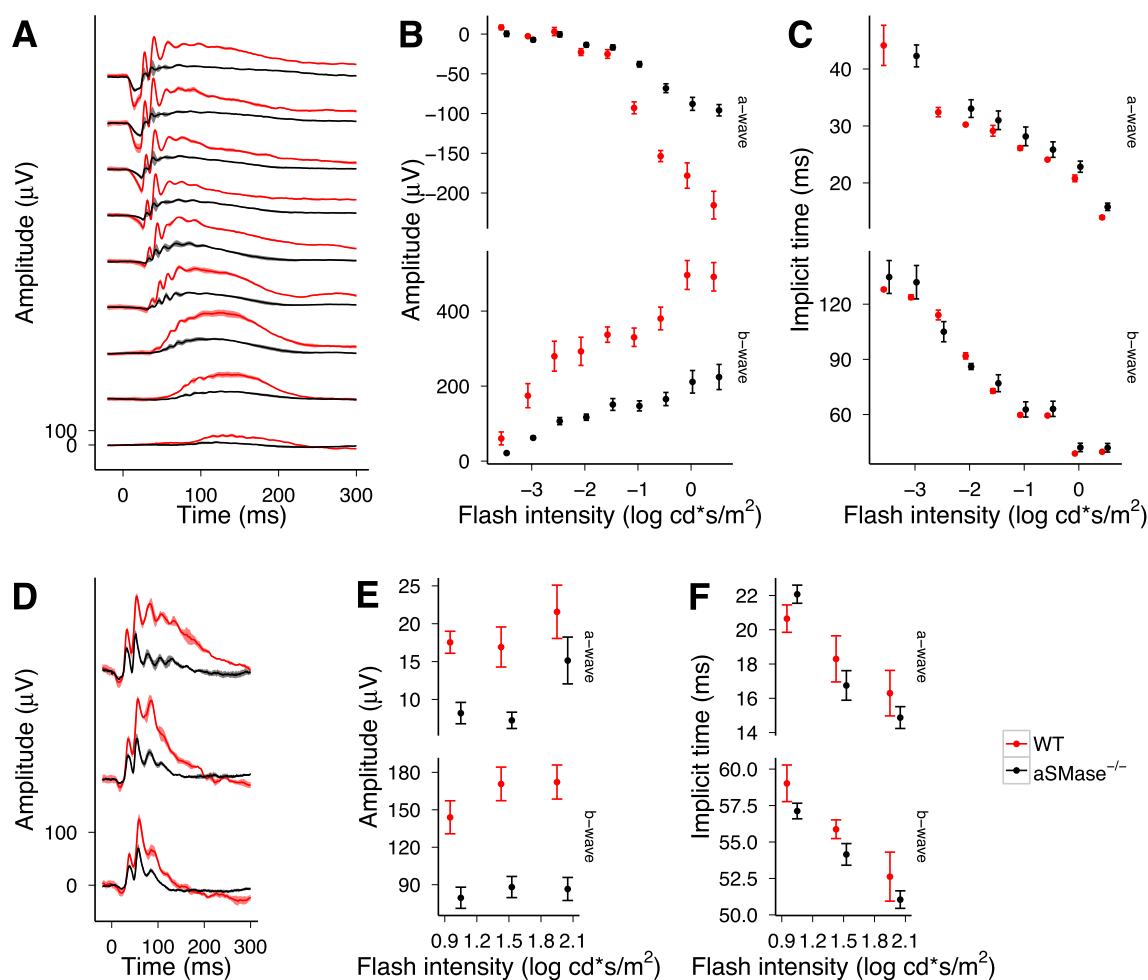 A
Amplitude (μV)
100
0
0
100
200
300
Time (ms)
B
Amplitude (μV)
0
−50
−100
−150
−200
a−wave
400
200
0
b−wave
−3
−2
−1
0
Flash intensity (log cd*s/m²)
C
Implicit time (ms)
40
30
20
a−wave
120
90
60
b−wave
−3
−2
−1
0
Flash intensity (log cd*s/m²)
D
Amplitude (μV)
100
0
0
100
200
300
Time (ms)
E
Amplitude (μV)
25
20
15
10
a−wave
180
150
120
90
b−wave
0.9
1.2
1.5
1.8
2.1
Flash intensity (log cd*s/m²)
F
Implicit time (ms)
22
20
18
16
14
a−wave
60.0
57.5
55.0
52.5
50.0
b−wave
0.9
1.2
1.5
1.8
2.1
Flash intensity (log cd*s/m²)
WT
aSMase⁻/⁻